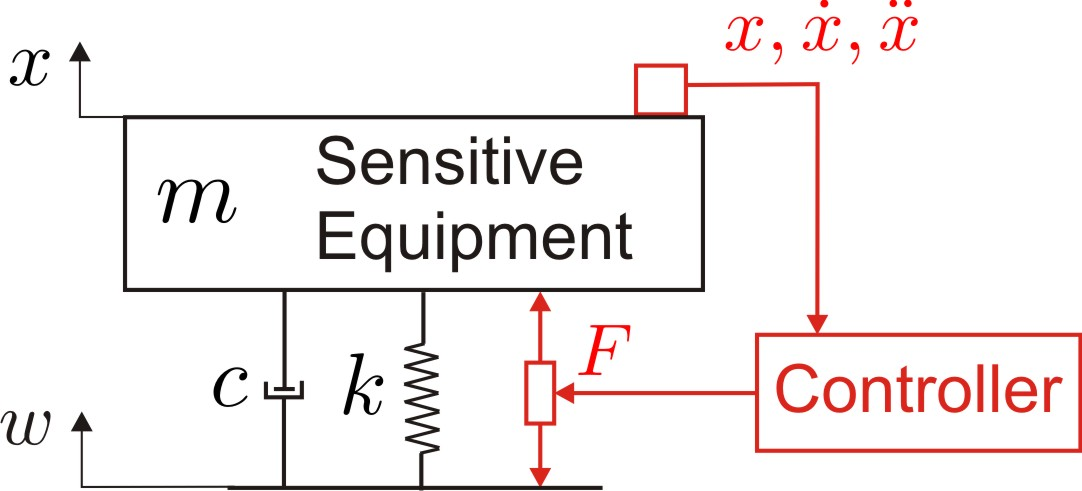 x, ẋ, ẍ
x
m
Sensitive
Equipment
c
k
F
Controller
w